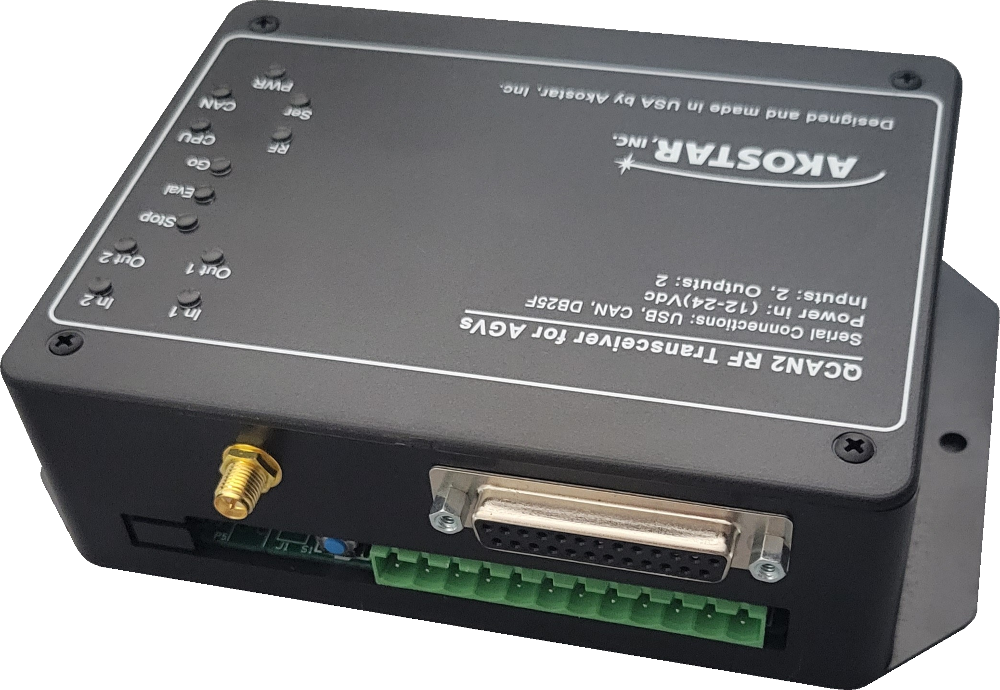 QCAN2 RF Transceiver for AGVs
Serial Connections: USB, CAN, DB25F
Power in: (12-24)Vdc
Inputs: 2, Outputs: 2
AKOSTAR, INC.
Designed and made in USA by Akostar, Inc.
In 1
In 2
Out 1
Out 2
Stop
Eval
Go
RF
CPU
Ser
CAN
PWR
P5
J1
S1